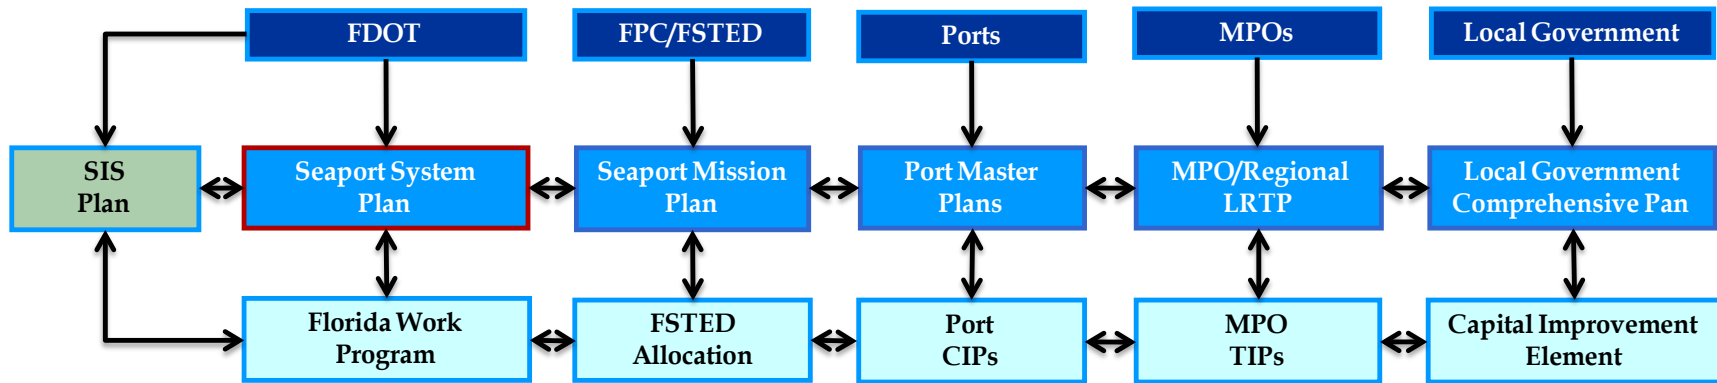 FDOT
FPC/FSTED
Ports
MPOs
Local Government
SIS
Plan
Seaport System
Plan
Seaport Mission
Plan
Port Master
Plans
MPO/Regional
LRTP
Local Government
Comprehensive Pan
Florida Work
Program
FSTED
Allocation
Port
CIPs
MPO
TIPs
Capital Improvement
Element